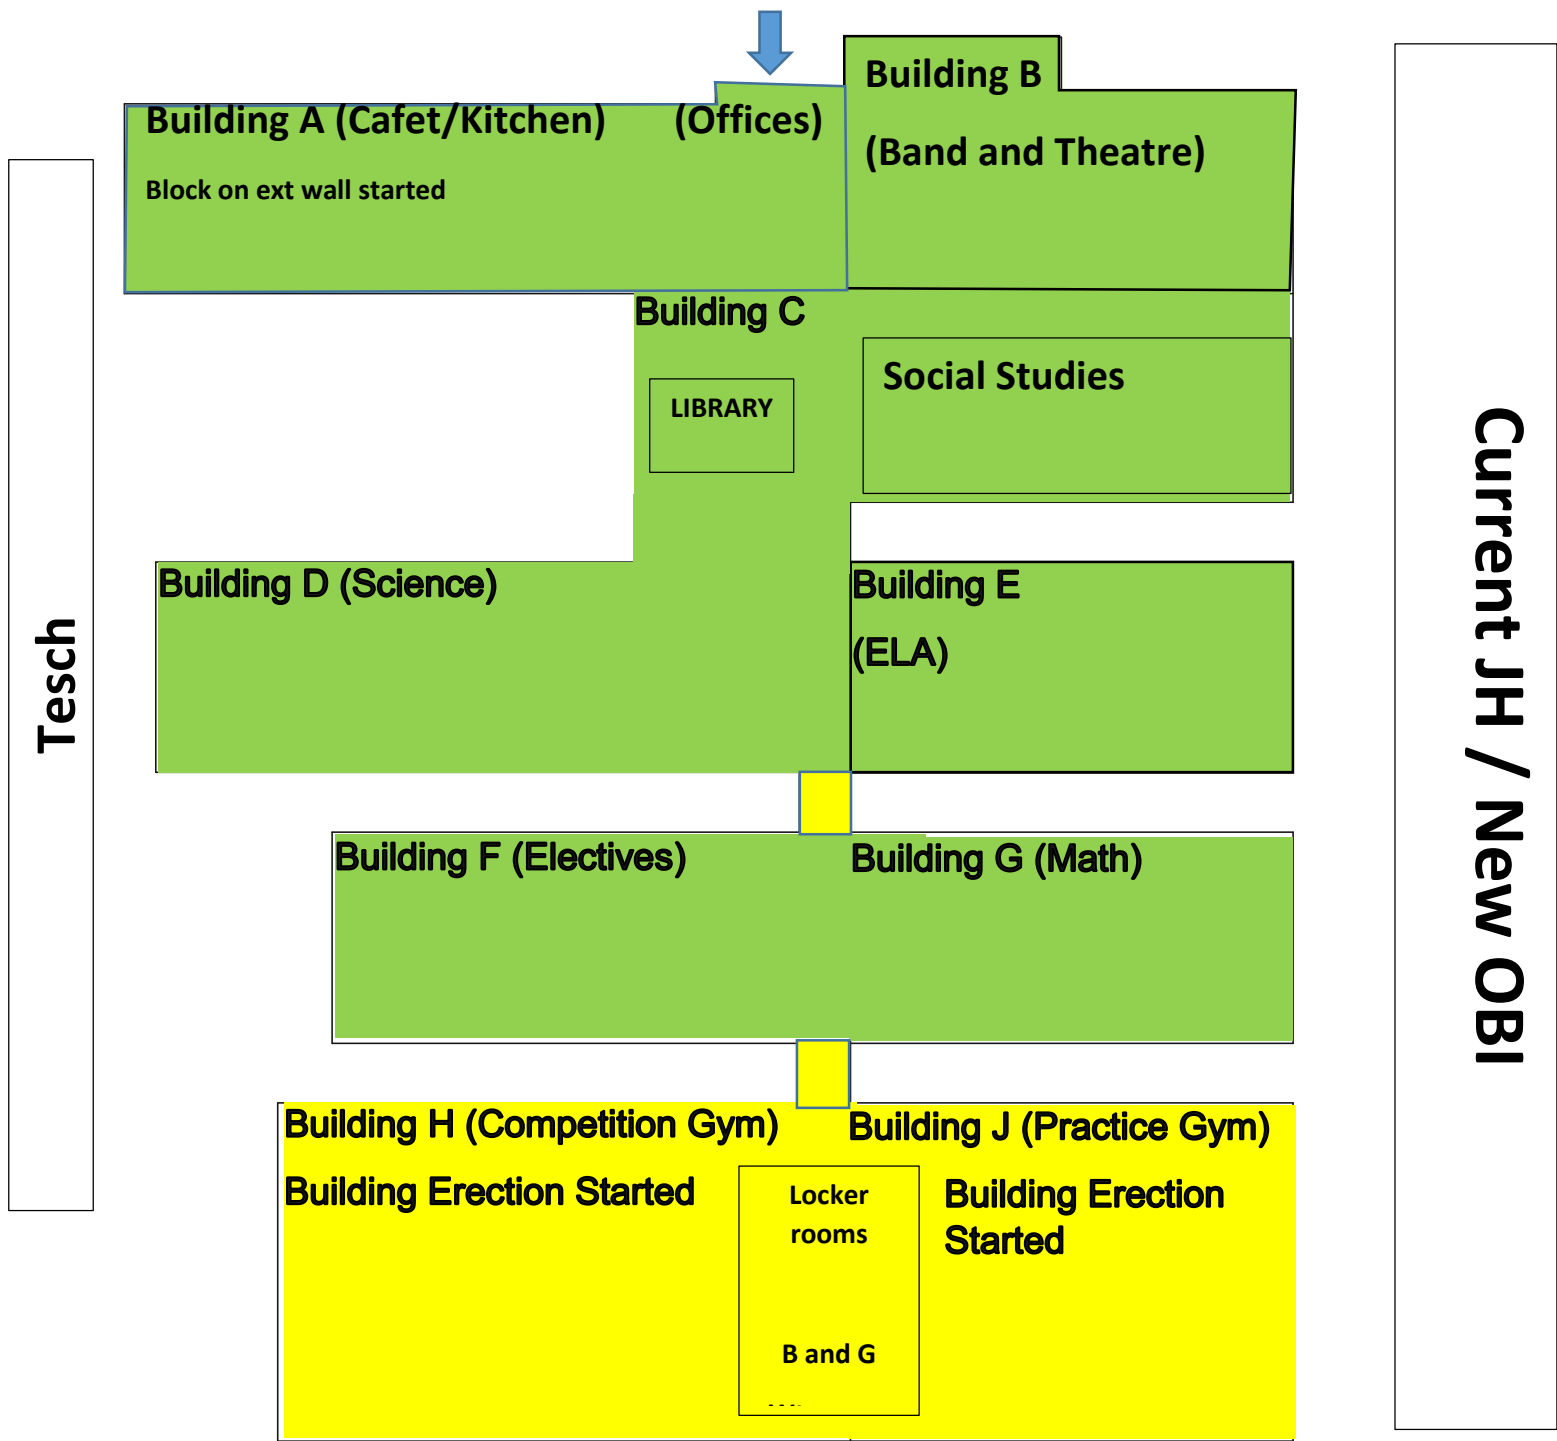 Building B
Building A (Cafet/Kitchen) (Offices)
(Band and Theatre)
Block on ext wall started
Building C
Social Studies
LIBRARY
Building D (Science)
Building E
(ELA)
Building F (Electives)
Building G (Math)
Building H (Competition Gym)
Building J (Practice Gym)
Building Erection Started
Locker
rooms
Building Erection
Started
B and G
Tesch
Current JH / New OBI